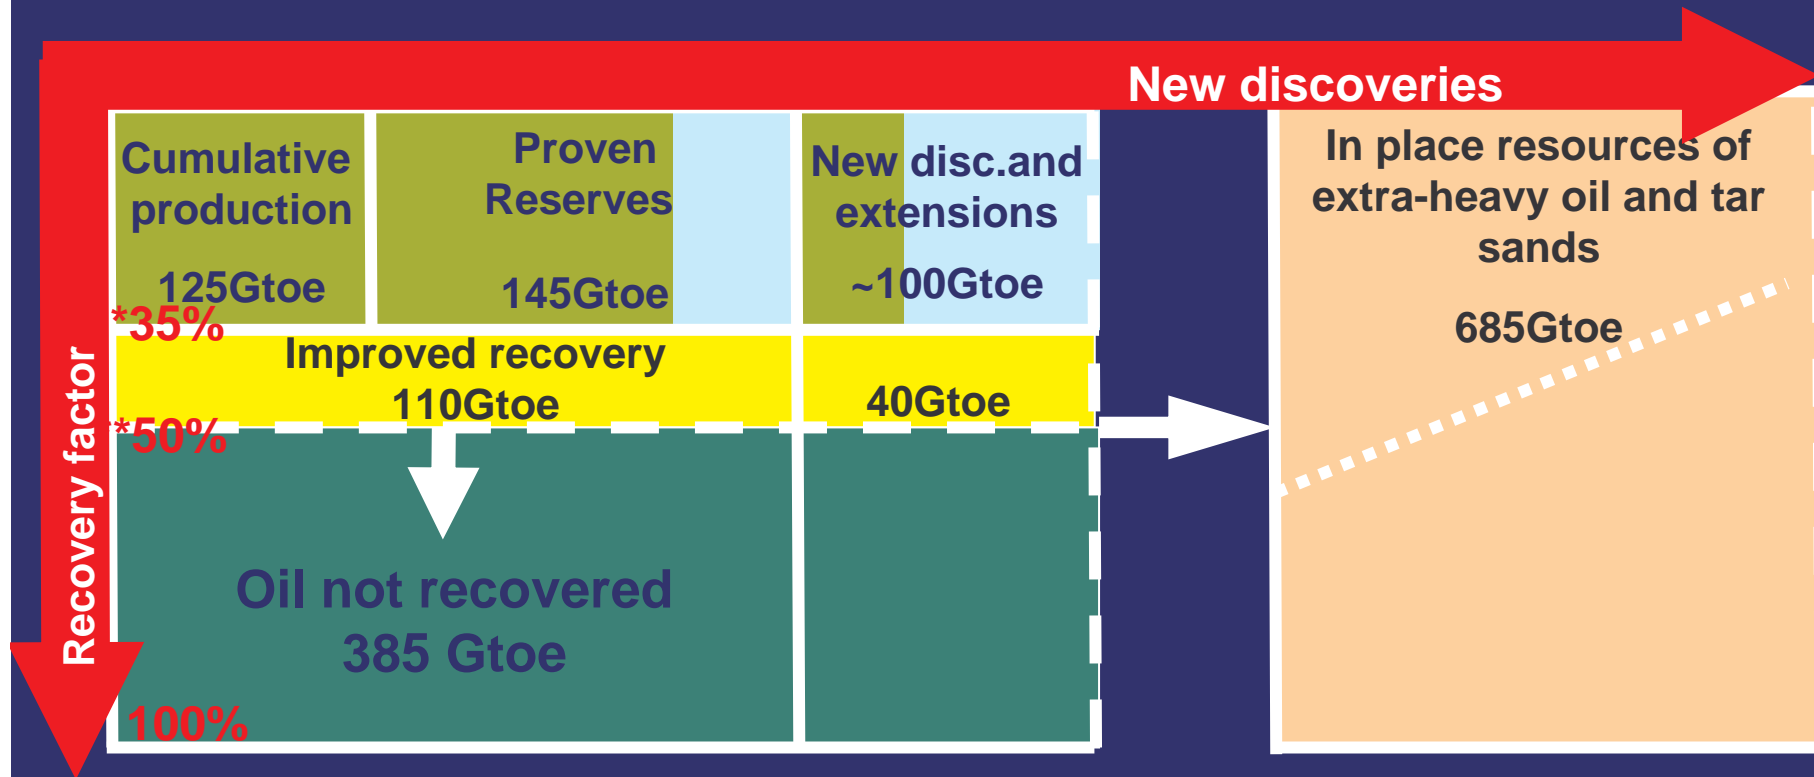 New discoveries
Cumulative
production
125Gtoe
Proven
Reserves
145Gtoe
New disc.and
extensions
~100Gtoe
In place resources of
extra-heavy oil and tar
sands
685Gtoe
*35%
Improved recovery
110Gtoe
40Gtoe
**50%
Recovery factor
Oil not recovered
385 Gtoe
100%